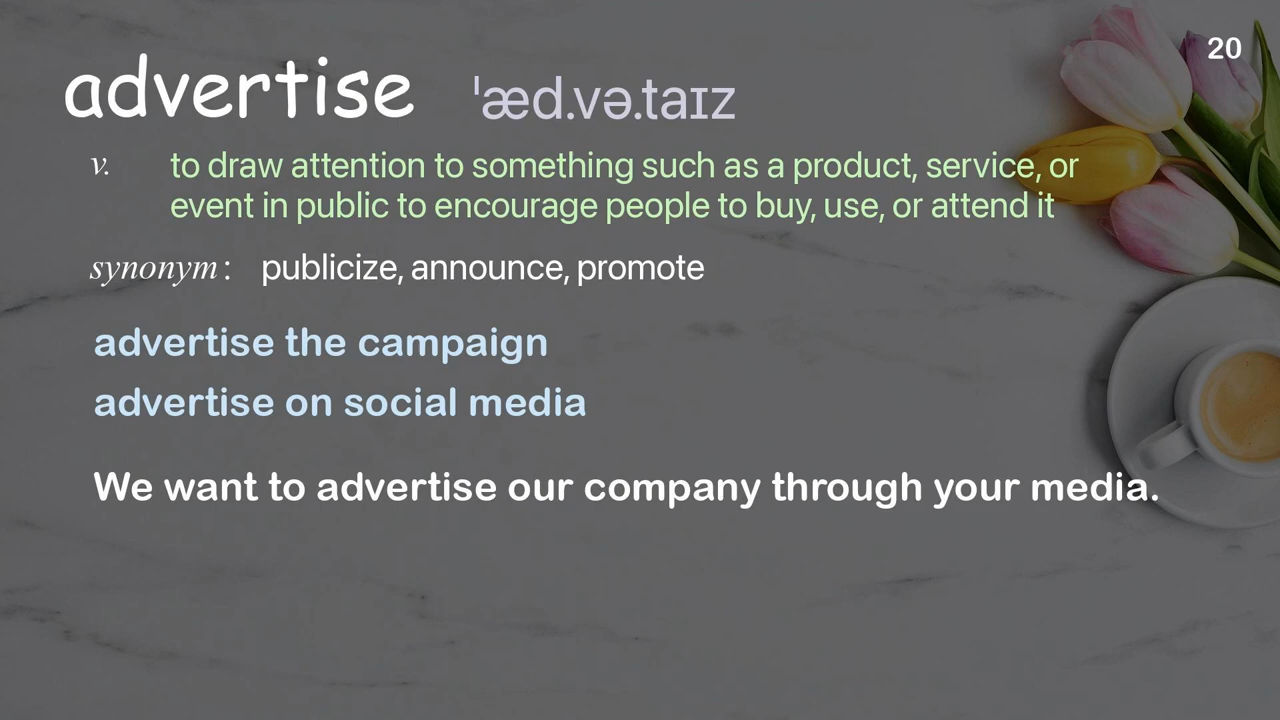 20
advertise ˈæd.və.taɪz
v. to draw attention to something such as a product, service, or
event in public to encourage people to buy, use, or attend it
synonym: publicize, announce, promote
advertise the campaign
advertise on social media
We want to advertise our company through your media.